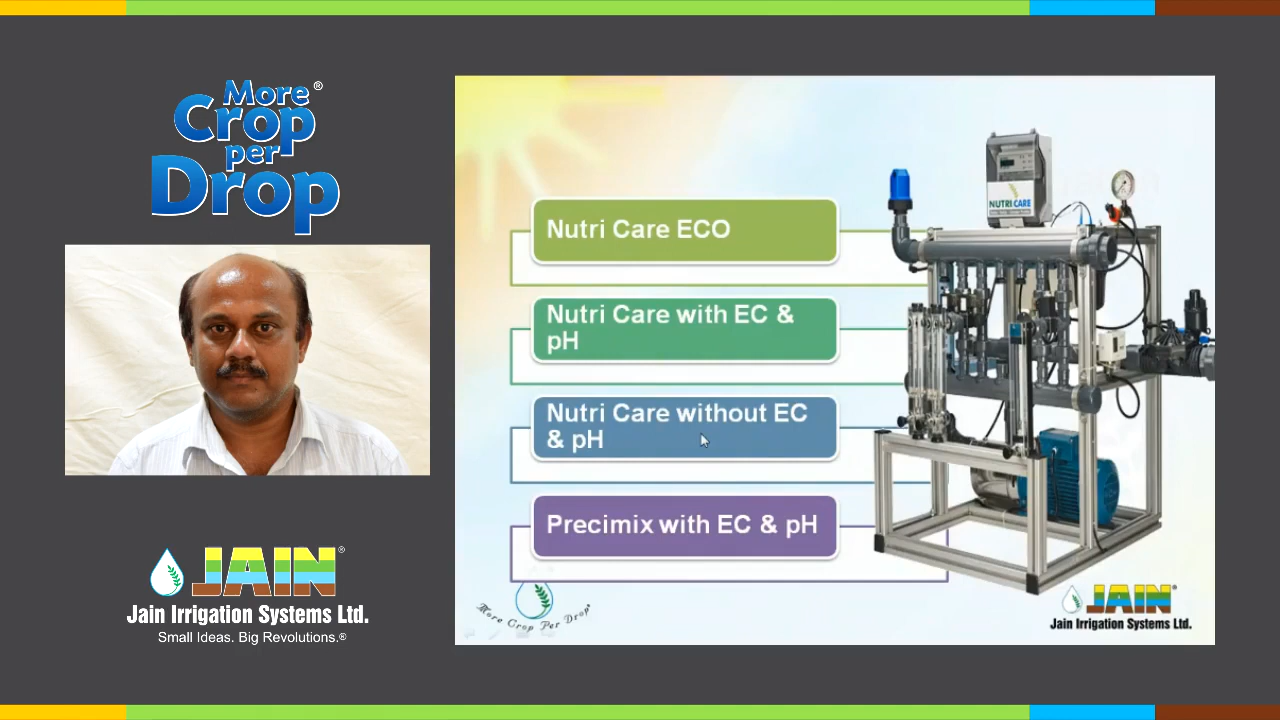 More®
Crop
per
Drop
JAIN®
Jain Irrigation Systems Ltd.
Small Ideas. Big Revolutions.®
Nutri Care ECO
Nutri Care with EC &
pH
Nutri Care without EC
& pH
Precimix with EC & pH
NUTRICARE
More Crop Per Drop®
JAIN®
Jain Irrigation Systems Ltd.